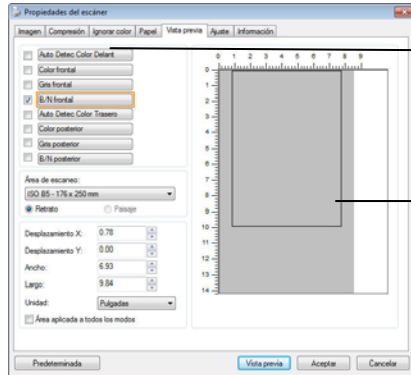 Propiedades del escáner
Imagen Compresión Ignorar color Papel Vista previa Ajuste Información
Auto Detec Color Delant
Color frontal
Gris frontal
B/N frontal
Auto Detec Color Trasero
Color posterior
Gris posterior
B/N posterior
Área de escaneo:
ISO B5 - 176 x 250 mm
Retrato Paisaje
Desplazamiento X: 0.78
Desplazamiento Y: 0.00
Ancho: 6.93
Largo: 9.84
Unidad: Pulgadas
Área aplicada a todos los modos
0 1 2 3 4 5 6 7 8 9
0
1
2
3
4
5
6
7
8
9
10
11
12
13
14
Predeterminada Vista previa Aceptar Cancelar